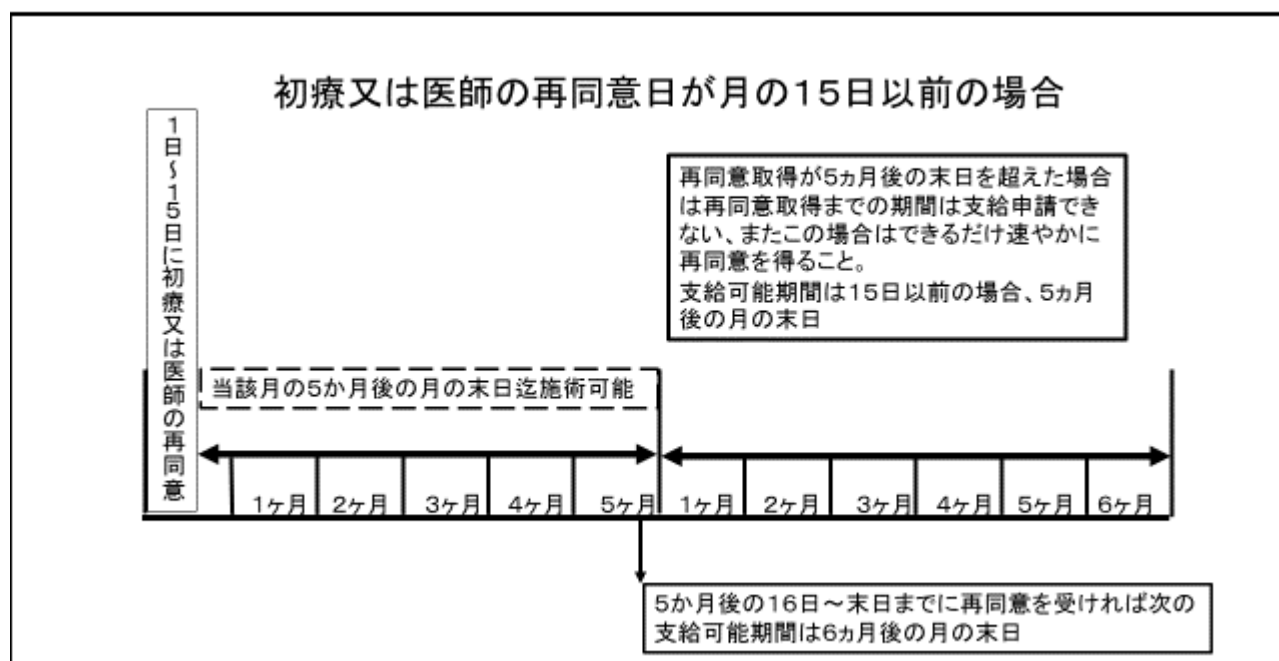 初療又は医師の再同意日が月の１５日以前の場合
１日～１５日に初療又は医師の再同意
再同意取得が５ヵ月後の末日を超えた場合
は再同意取得までの期間は支給申請でき
ない、またこの場合はできるだけ速やかに
再同意を得ること。
支給可能期間は１５日以前の場合、５ヵ月
後の月の末日
当該月の５か月後の月の末日迄施術可能
１ヶ月 ２ヶ月 ３ヶ月 ４ヶ月 ５ヶ月 １ヶ月 ２ヶ月 ３ヶ月 ４ヶ月 ５ヶ月 ６ヶ月
５か月後の１６日～末日までに再同意を受ければ次の
支給可能期間は６ヵ月後の月の末日